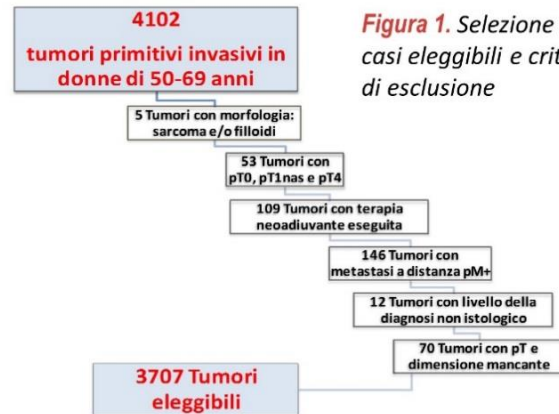 4102
tumori primitivi invasivi in
donne di 50-69 anni
Figura 1. Selezione
casi eleggibili e
di esclusione
5 Tumori con morfologia:
sarcoma e/o filloidi
53 Tumori con
pT0, pT1nas e pT4
109 Tumori con terapia
neoadiuvante eseguita
146 Tumori con
metastasi a distanza pM+
12 Tumori con livello della
diagnosi non istologico
70 Tumori con pT e
dimensione mancante
3707 Tumori
eleggibili